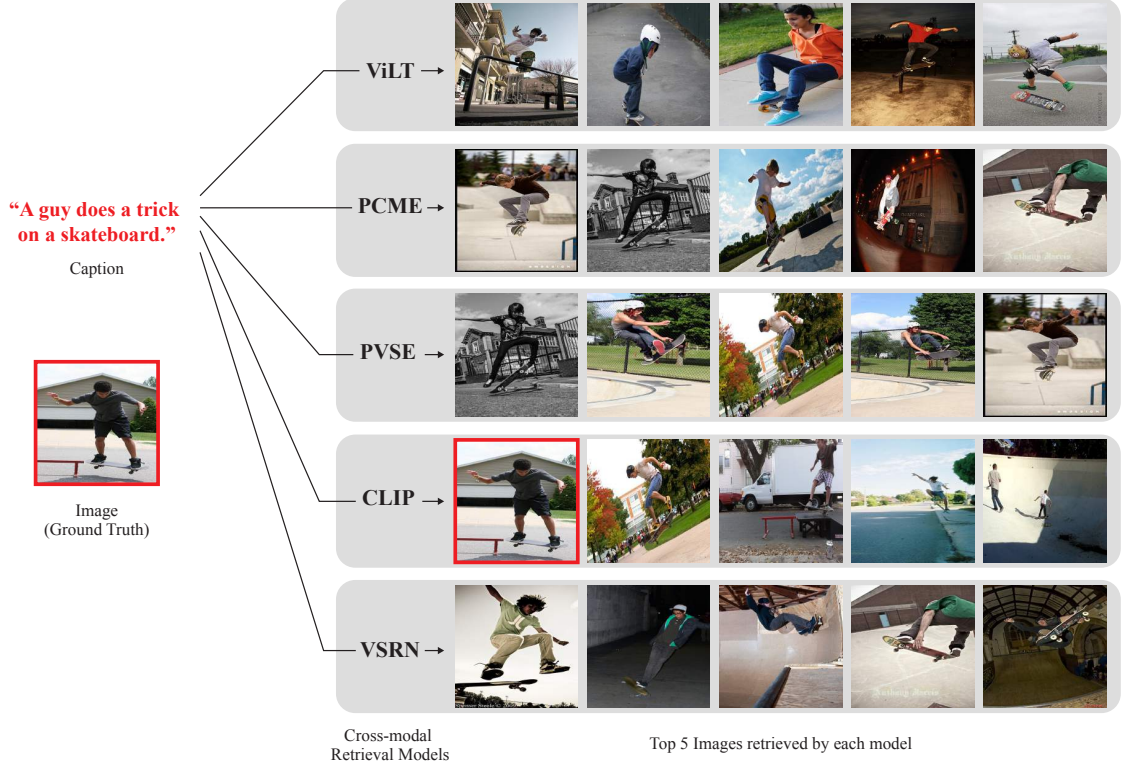 “A guy does a trick
on a skateboard.”
Caption
Image
(Ground Truth)
ViLT
PCME
PVSE
CLIP
VSRN
Cross-modal
Retrieval Models
Top 5 Images retrieved by each model